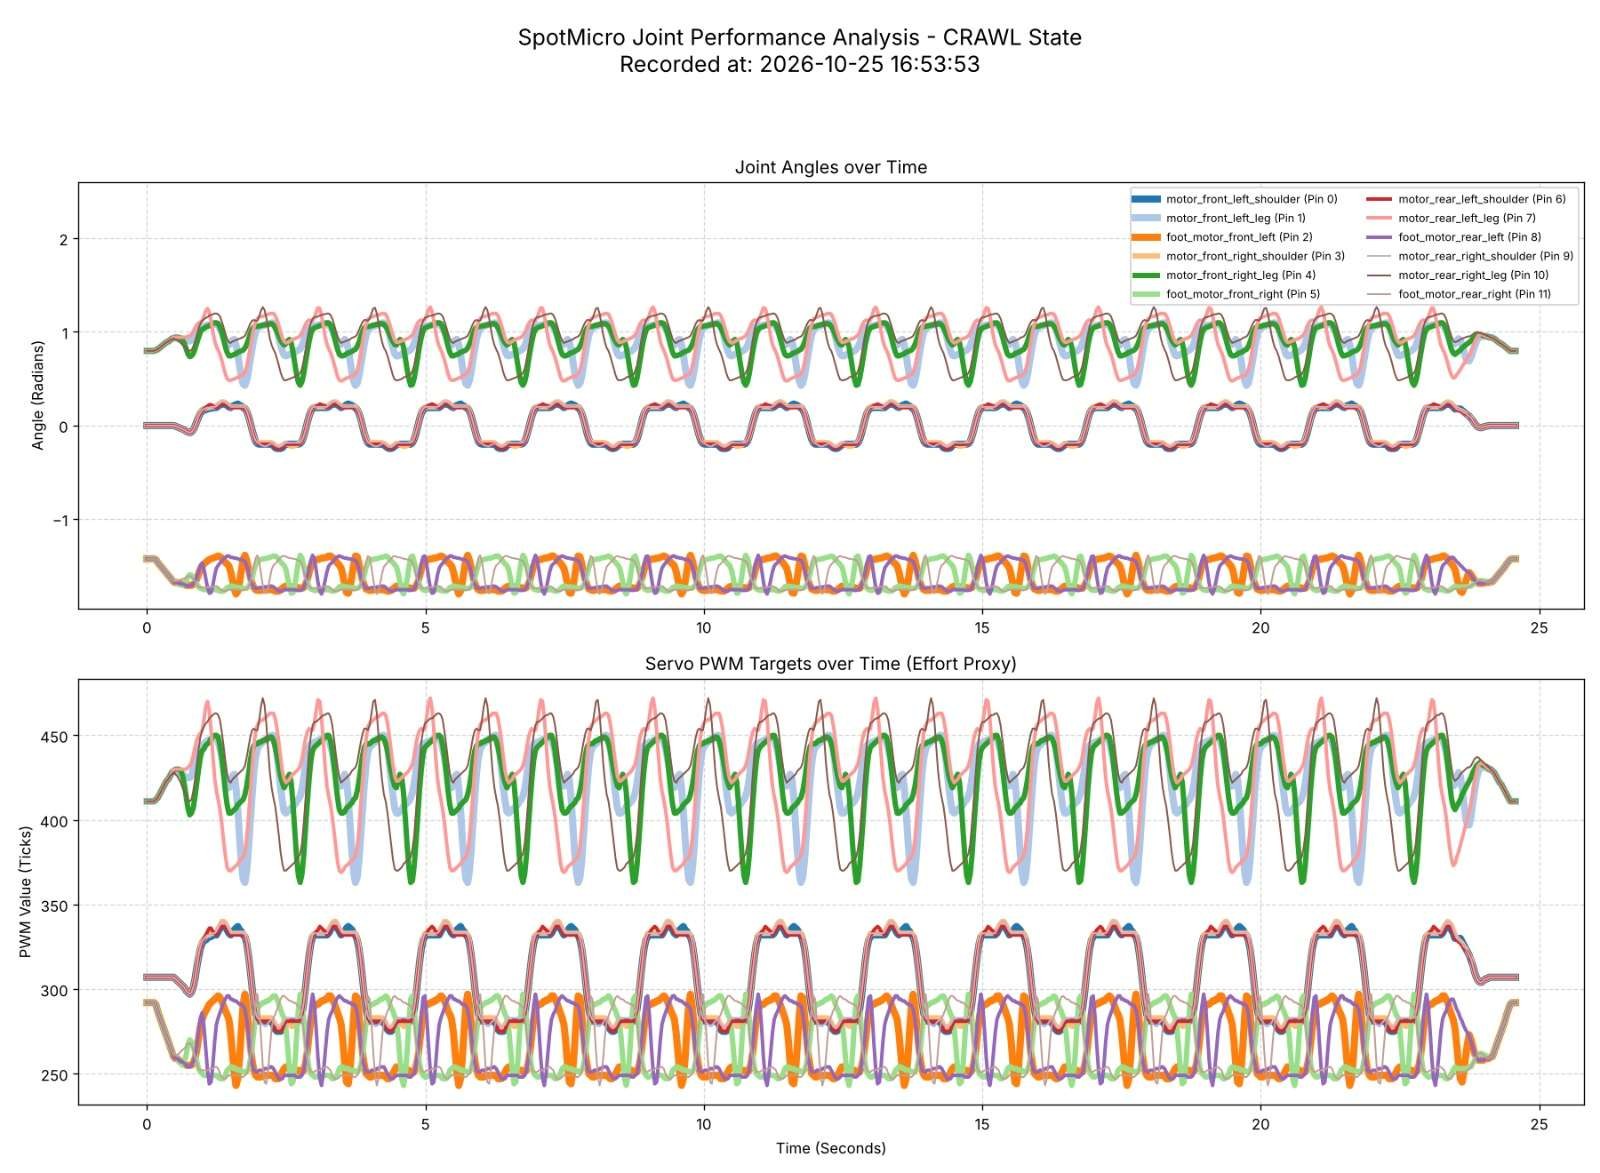 SpotMicro Joint Performance Analysis - CRAWL State
Recorded at: 2026-10-25 16:53:53
Joint Angles over Time
motor_front_left_shoulder (Pin 0)
motor_front_left_leg (Pin 1)
foot_motor_front_left (Pin 2)
motor_front_right_shoulder (Pin 3)
motor_front_right_leg (Pin 4)
foot_motor_front_right (Pin 5)
motor_rear_left_shoulder (Pin 6)
motor_rear_left_leg (Pin 7)
foot_motor_rear_left (Pin 8)
motor_rear_right_shoulder (Pin 9)
motor_rear_right_leg (Pin 10)
foot_motor_rear_right (Pin 11)
Angle (Radians)
2
1
0
−1
0 5 10 15 20 25
Servo PWM Targets over Time (Effort Proxy)
PWM Value (Ticks)
450
400
350
300
250
0 5 10 15 20 25
Time (Seconds)